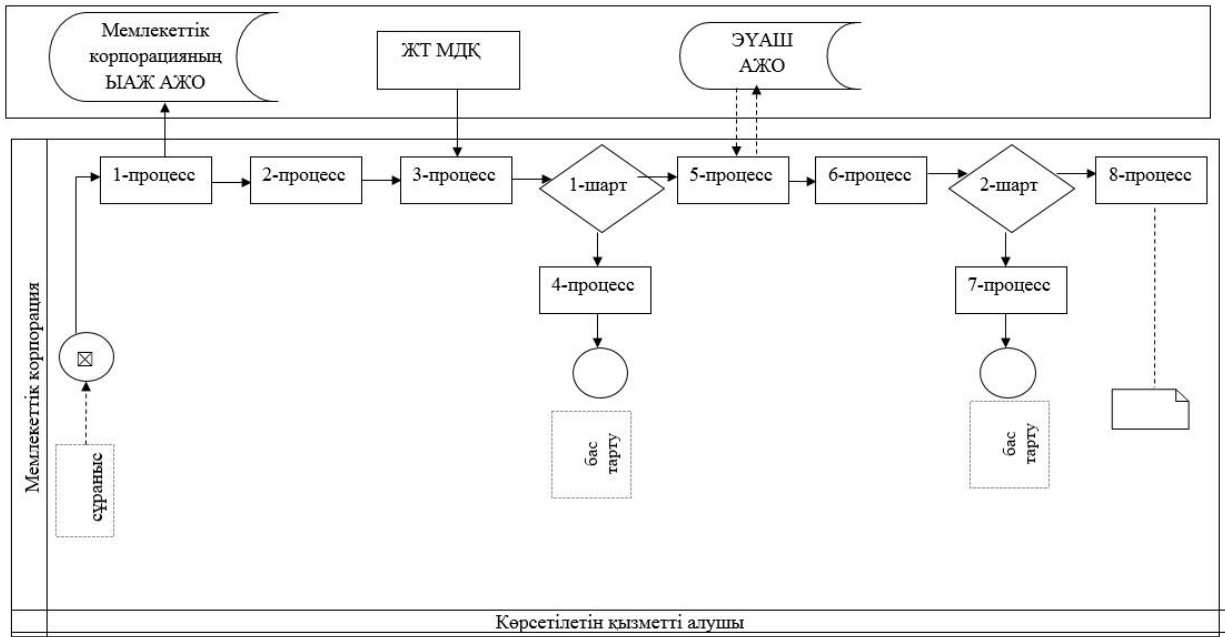 Мемлекеттік
корпорацияның
ЫАЖ АЖО
ЖТ МДҚ
ЭҮАШ
АЖО
1-процесс
2-процесс
3-процесс
1-шарт
5-процесс
6-процесс
2-шарт
8-процесс
4-процесс
7-процесс
Мемлекеттік корпорация
сұраныс
бас
тарту
бас
тарту
Көрсетілетін қызметті алушы